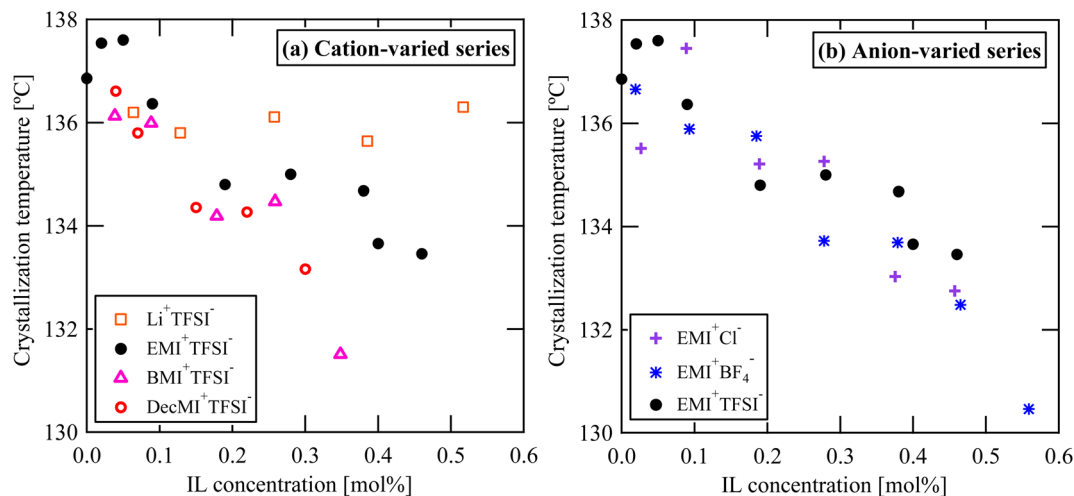 (a) Cation-varied series
Crystallization temperature [ºC]
138
136
134
132
130
Li⁺TFSI⁻
EMI⁺TFSI⁻
BMI⁺TFSI⁻
DecMI⁺TFSI⁻
0.0 0.1 0.2 0.3 0.4 0.5 0.6
IL concentration [mol%]
(b) Anion-varied series
Crystallization temperature [ºC]
138
136
134
132
130
EMI⁺Cl⁻
EMI⁺BF₄⁻
EMI⁺TFSI⁻
0.0 0.1 0.2 0.3 0.4 0.5 0.6
IL concentration [mol%]